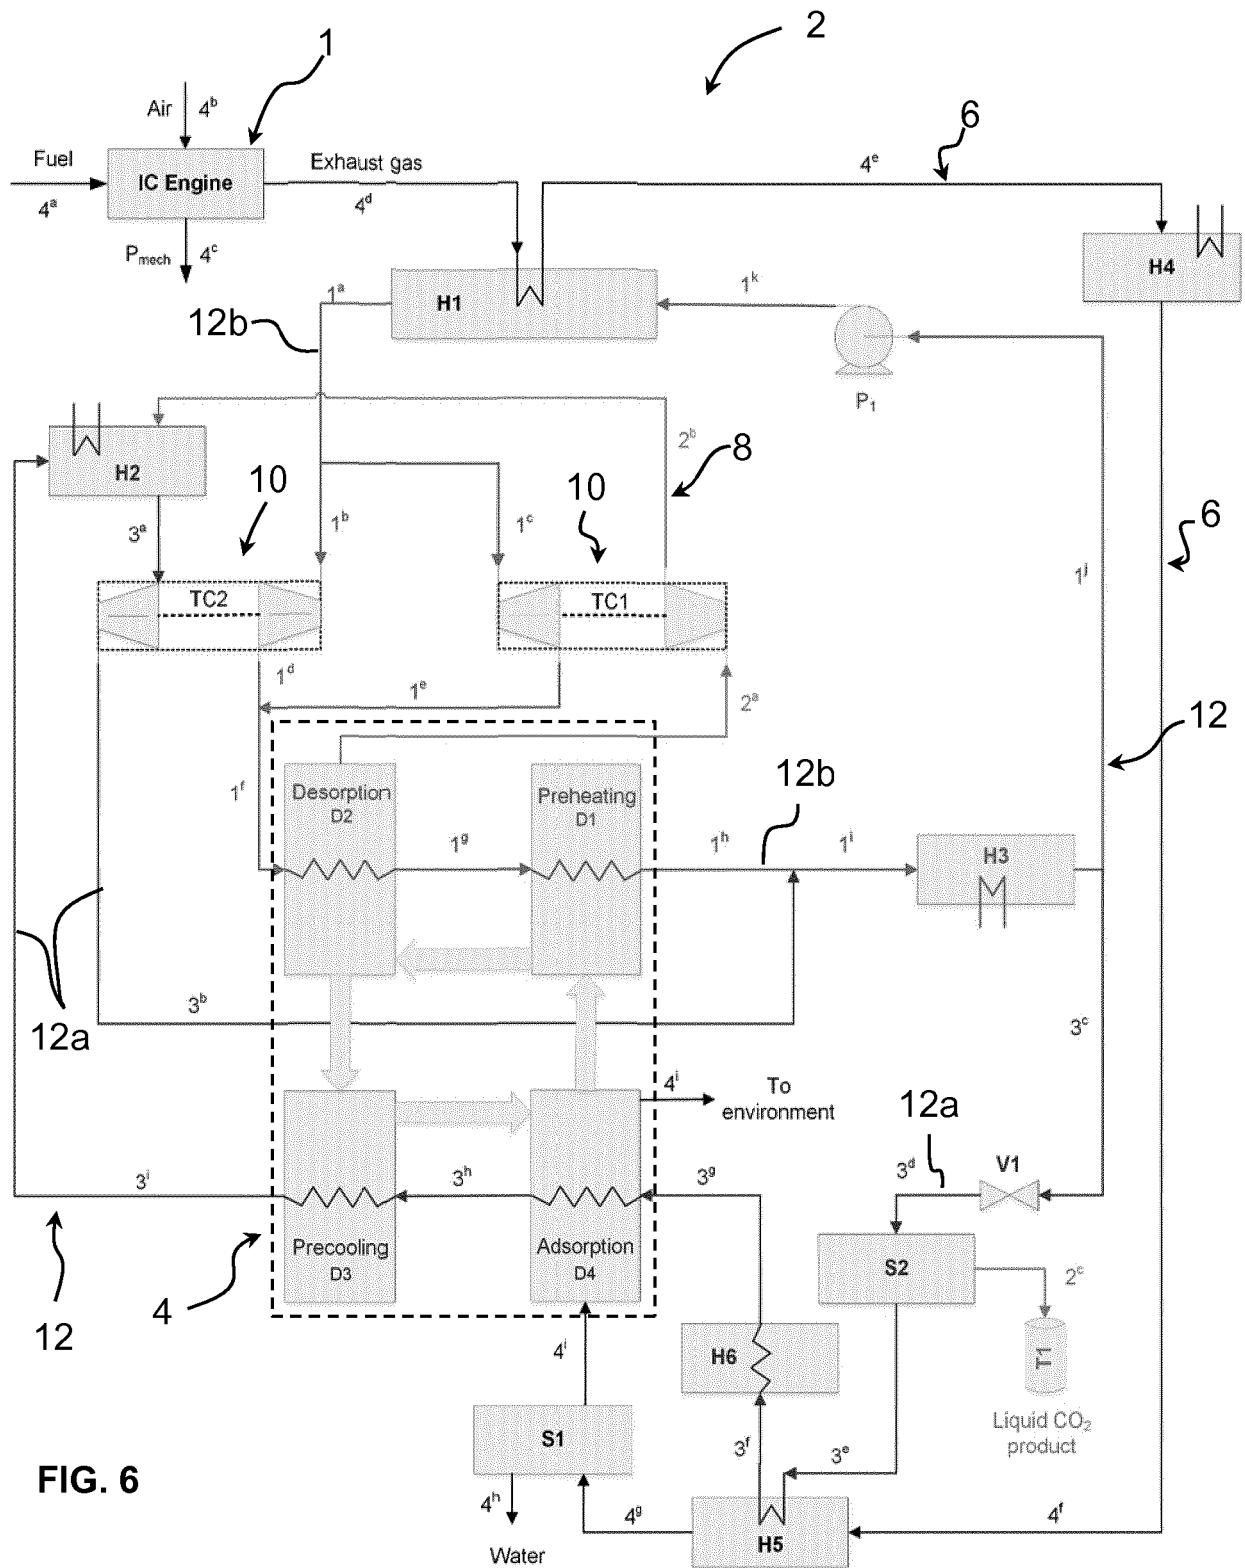 2
1
6
Air 4b
Fuel
Exhaust gas
4e
IC Engine
4a
4d
Pmech 4c
H4
1a
H1
1k
12b
P1
2b
8
H2
10
10
6
3a
1b
1c
1j
TC2
TC1
1d
1e
2a
12
1f
Desorption
D2
Preheating
D1
12b
1g
1h
1i
H3
3b
3c
12a
4i
To
environment
12a
3i
3h
3g
3d
V1
Precooling
D3
Adsorption
D4
S2
2c
4
12
4i
H6
T1
S1
Liquid CO2
product
3f
3e
FIG. 6
4h
4g
H5
4f
Water